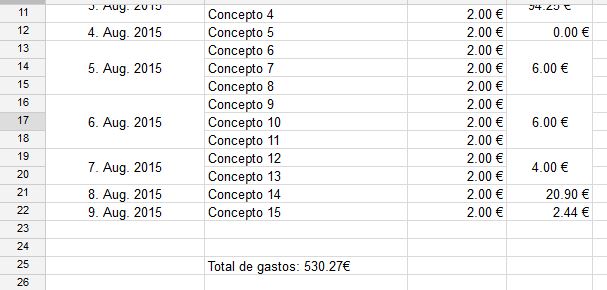 3. Aug. 2015 94.25 €
11 Concepto 4 2.00 €
12 4. Aug. 2015 Concepto 5 2.00 € 0.00 €
13 Concepto 6 2.00 €
14 5. Aug. 2015 Concepto 7 2.00 € 6.00 €
15 Concepto 8 2.00 €
16 Concepto 9 2.00 €
17 6. Aug. 2015 Concepto 10 2.00 € 6.00 €
18 Concepto 11 2.00 €
19 Concepto 12 2.00 €
7. Aug. 2015 4.00 €
20 Concepto 13 2.00 €
21 8. Aug. 2015 Concepto 14 2.00 € 20.90 €
22 9. Aug. 2015 Concepto 15 2.00 € 2.44 €
23
24
25 Total de gastos: 530.27€
26